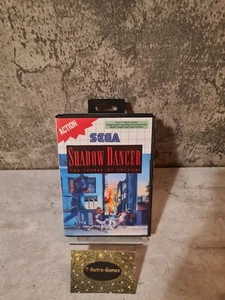 ACTION
SEGA
SHADOW DANCER
THE SECRET OF SHINOBI
T-Retro-Games